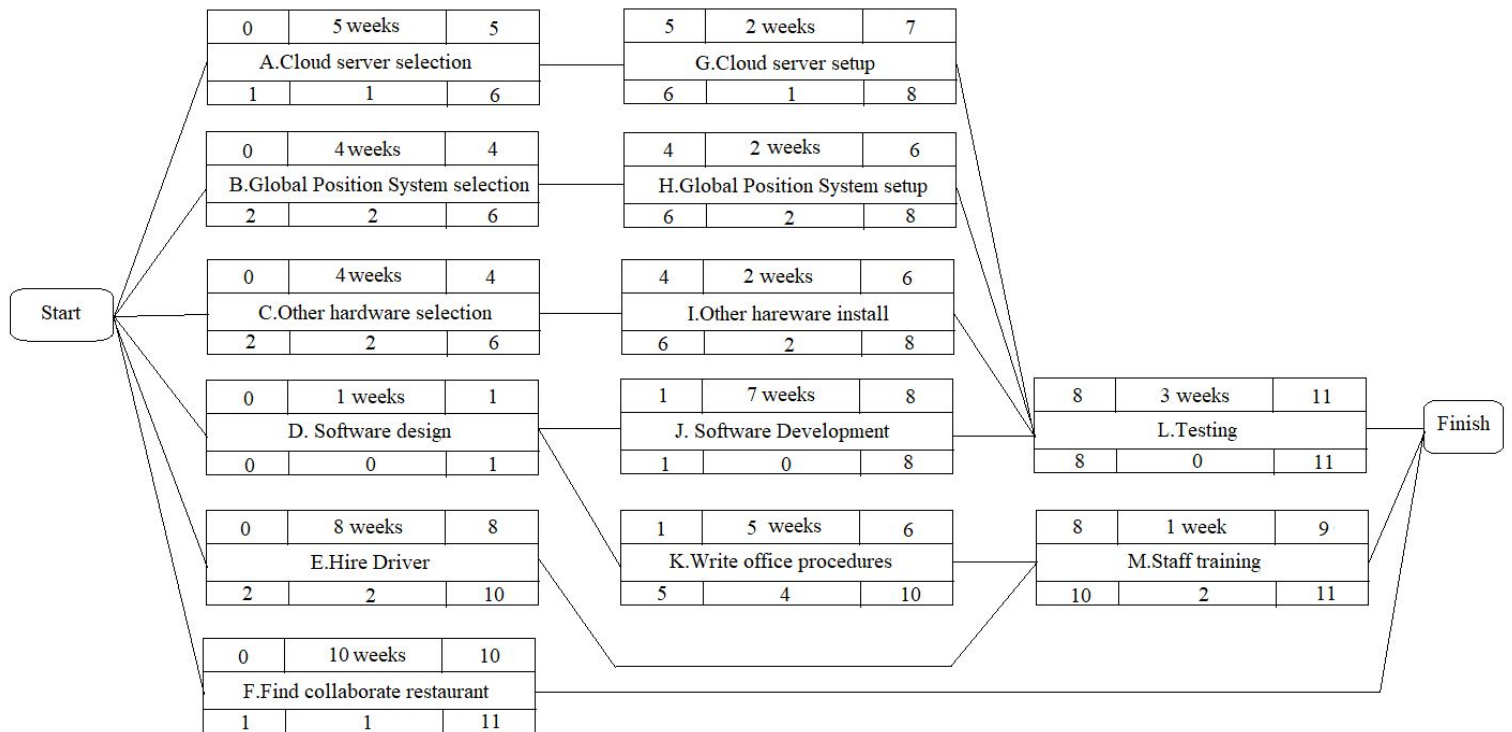 0 5 weeks 5
A.Cloud server selection
1 1 6
5 2 weeks 7
G.Cloud server setup
6 1 8
0 4 weeks 4
B.Global Position System selection
2 2 6
4 2 weeks 6
H.Global Position System setup
6 2 8
0 4 weeks 4
C.Other hardware selection
2 2 6
4 2 weeks 6
I.Other hareware install
6 2 8
Start
0 1 weeks 1
D. Software design
0 0 1
1 7 weeks 8
J. Software Development
1 0 8
8 3 weeks 11
L.Testing
8 0 11
Finish
0 8 weeks 8
E.Hire Driver
2 2 10
1 5 weeks 6
K.Write office procedures
5 4 10
8 1 week 9
M.Staff training
10 2 11
0 10 weeks 10
F.Find collaborate restaurant
1 1 11